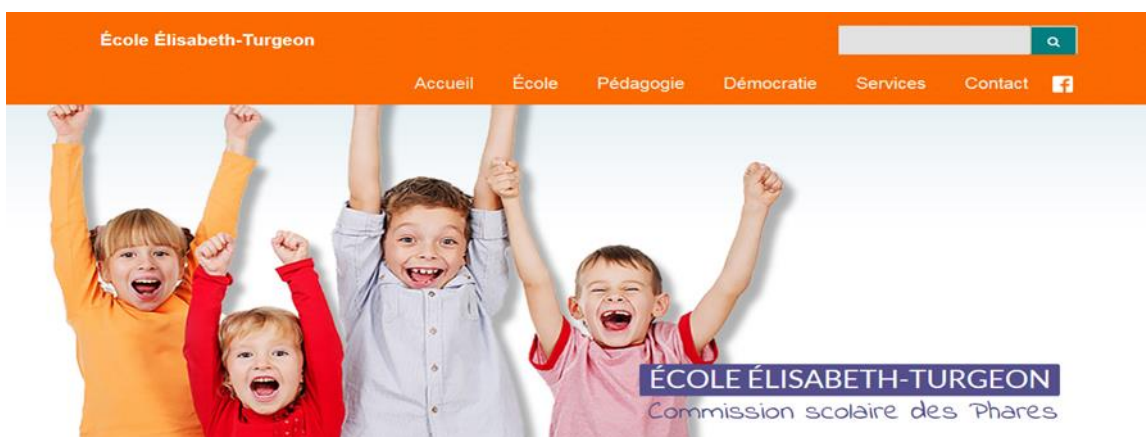 École Élisabeth-Turgeon
Accueil École Pédagogie Démocratie Services Contact
ÉCOLE ÉLISABETH-TURGEON
Commission scolaire des Phares